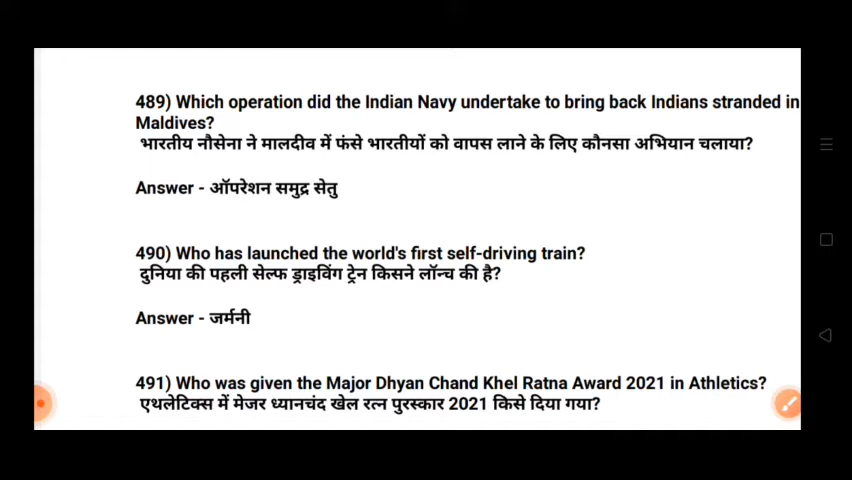 489) Which operation did the Indian Navy undertake to bring back Indians stranded in
Maldives?
भारतीय नौसेना ने मालदीव में फंसे भारतीयों को वापस लाने के लिए कौनसा अभियान चलाया?
Answer - ऑपरेशन समुद्र सेतु
490) Who has launched the world's first self-driving train?
दुनिया की पहली सेल्फ ड्राइविंग ट्रेन किसने लॉन्च की है?
Answer - जर्मनी
491) Who was given the Major Dhyan Chand Khel Ratna Award 2021 in Athletics?
एथलेटिक्स में मेजर ध्यानचंद खेल रत्न पुरस्कार 2021 किसे दिया गया?